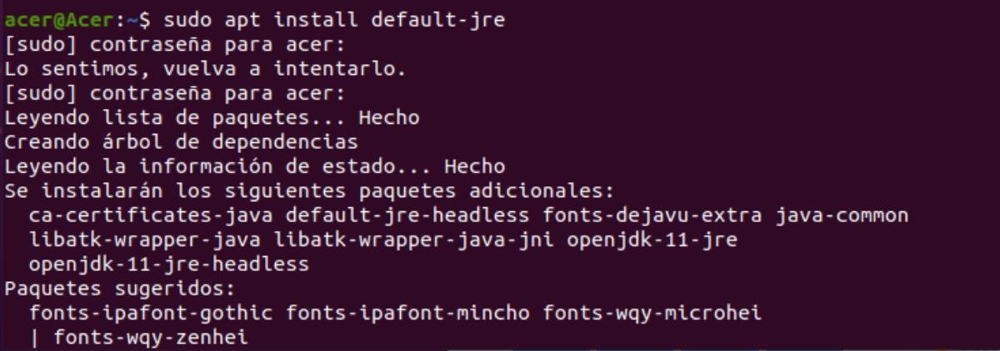 acer@Acer:~$ sudo apt install default-jre
[sudo] contraseña para acer:
Lo sentimos, vuelva a intentarlo.
[sudo] contraseña para acer:
Leyendo lista de paquetes... Hecho
Creando árbol de dependencias
Leyendo la información de estado... Hecho
Se instalarán los siguientes paquetes adicionales:
  ca-certificates-java default-jre-headless fonts-dejavu-extra java-common
  libatk-wrapper-java libatk-wrapper-java-jni openjdk-11-jre
  openjdk-11-jre-headless
Paquetes sugeridos:
  fonts-ipafont-gothic fonts-ipafont-mincho fonts-wqy-microhei
  | fonts-wqy-zenhei